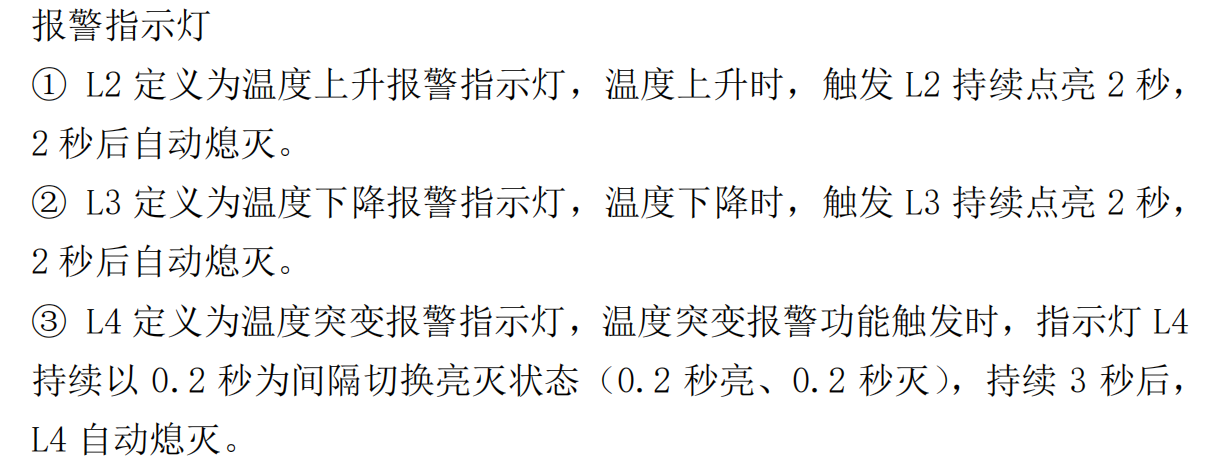 报警指示灯
① L2 定义为温度上升报警指示灯，温度上升时，触发 L2 持续点亮 2 秒，
2 秒后自动熄灭。
② L3 定义为温度下降报警指示灯，温度下降时，触发 L3 持续点亮 2 秒，
2 秒后自动熄灭。
③ L4 定义为温度突变报警指示灯，温度突变报警功能触发时，指示灯 L4
持续以 0.2 秒为间隔切换亮灭状态（0.2 秒亮、0.2 秒灭），持续 3 秒后，
L4 自动熄灭。